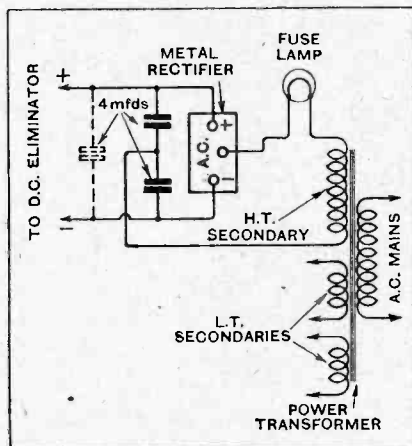 METAL
RECTIFIER
FUSE
LAMP
+
4 mfds
+
A.C.
−
TO D.C. ELIMINATOR
−
H.T.
SECONDARY
A.C. MAINS
L.T.
SECONDARIES
POWER
TRANSFORMER